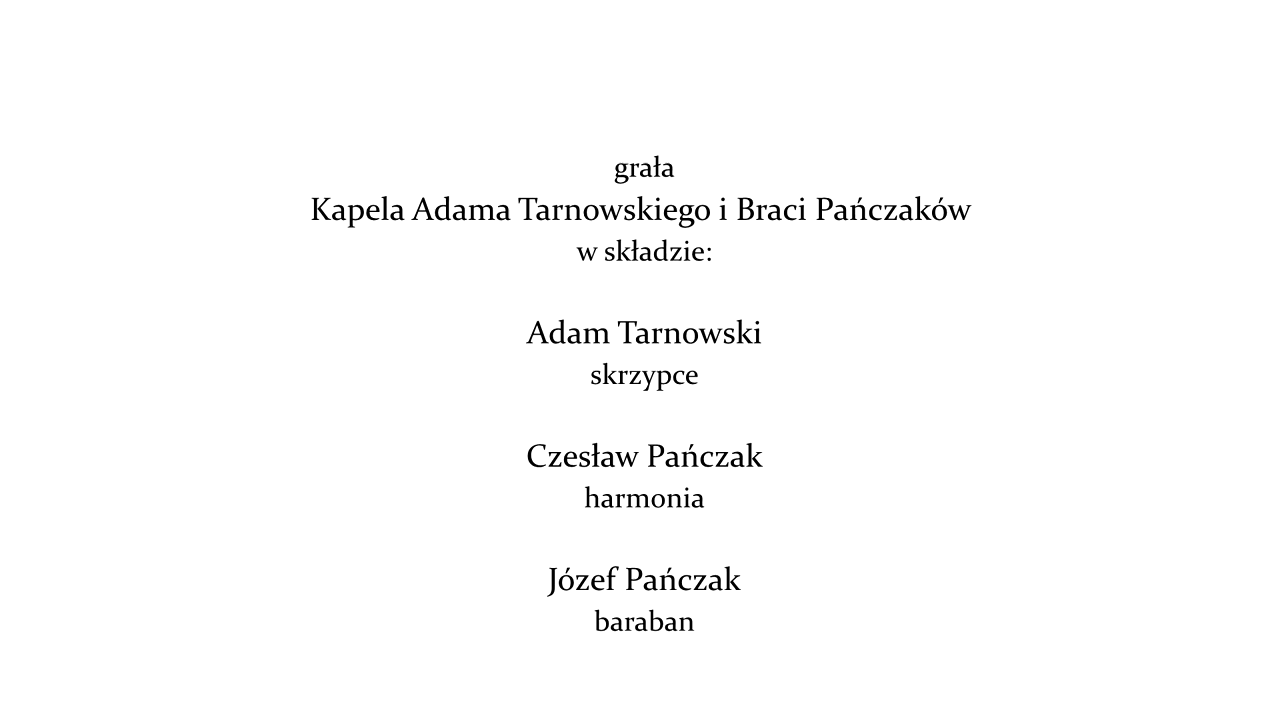 grała
Kapela Adama Tarnowskiego i Braci Pańczaków
w składzie:
Adam Tarnowski
skrzypce
Czesław Pańczak
harmonia
Józef Pańczak
baraban